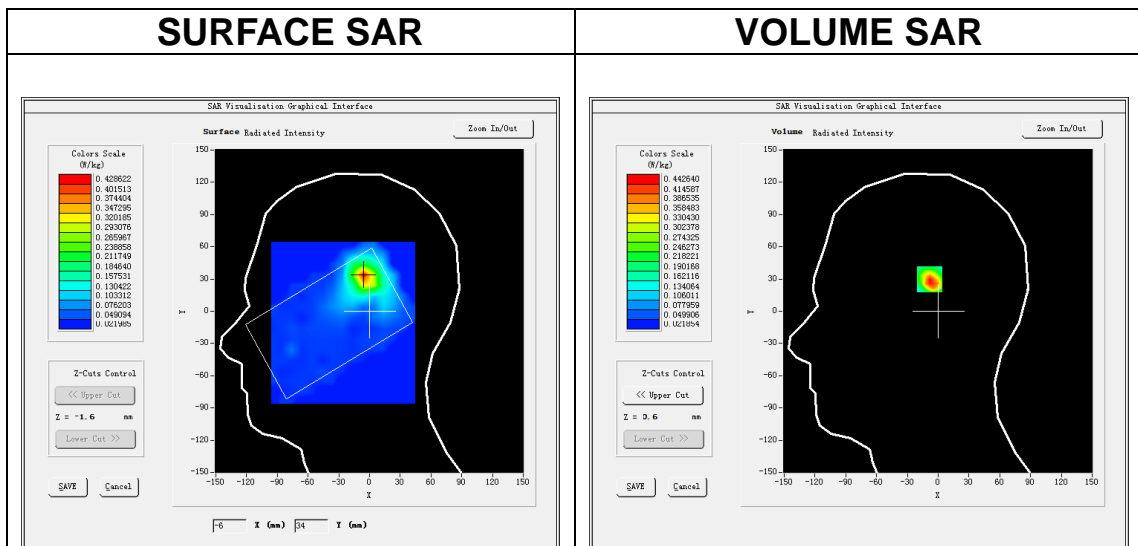 SURFACE SAR
VOLUME SAR
SAR Visualisation Graphical Interface
Surface Radiated Intensity
Zoom In/Out
Colors Scale
(W/kg)
0.428622
0.401513
0.374404
0.347295
0.320185
0.293076
0.265967
0.238858
0.211749
0.184640
0.157531
0.130422
0.103312
0.076203
0.049094
0.021985
150
120
90
60
30
0
-30
-60
-90
-120
-150
Y
-150 -120 -90 -60 -30 0 30 60 90 120 150
X
Z-Cuts Control
<< Upper Cut
Z = -1.6 mm
Lower Cut >>
SAVE Cancel
-6 X (mm) 34 Y (mm)
SAR Visualisation Graphical Interface
Volume Radiated Intensity
Zoom In/Out
Colors Scale
(W/kg)
0.442640
0.414587
0.386535
0.358483
0.330430
0.302378
0.274325
0.246273
0.218221
0.190168
0.162116
0.134064
0.106011
0.077959
0.049906
0.021854
150
120
90
60
30
0
-30
-60
-90
-120
-150
Y
-150 -120 -90 -60 -30 0 30 60 90 120 150
X
Z-Cuts Control
<< Upper Cut
Z = 3.6 mm
Lower Cut >>
SAVE Cancel